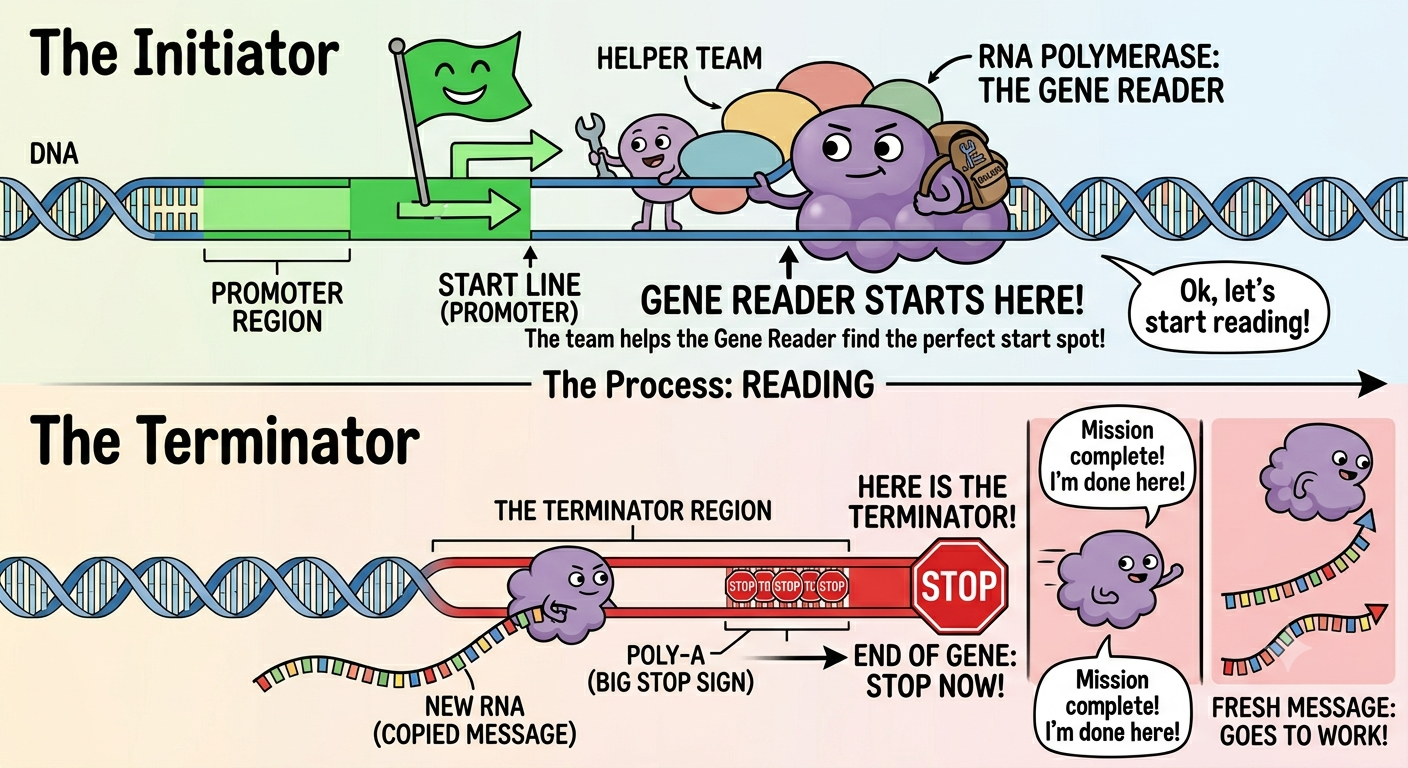 The Initiator
HELPER TEAM
RNA POLYMERASE:
THE GENE READER
DNA
PROMOTER
REGION
START LINE
(PROMOTER)
GENE READER STARTS HERE!
The team helps the Gene Reader find the perfect start spot!
Ok, let's
start reading!
The Process: READING
The Terminator
THE TERMINATOR REGION
HERE IS THE
TERMINATOR!
STOP TO STOP TC STOP
STOP
POLY-A
(BIG STOP SIGN)
END OF GENE:
STOP NOW!
NEW RNA
(COPIED MESSAGE)
Mission
complete!
I'm done here!
Mission
complete!
I'm done here!
FRESH MESSAGE:
GOES TO WORK!